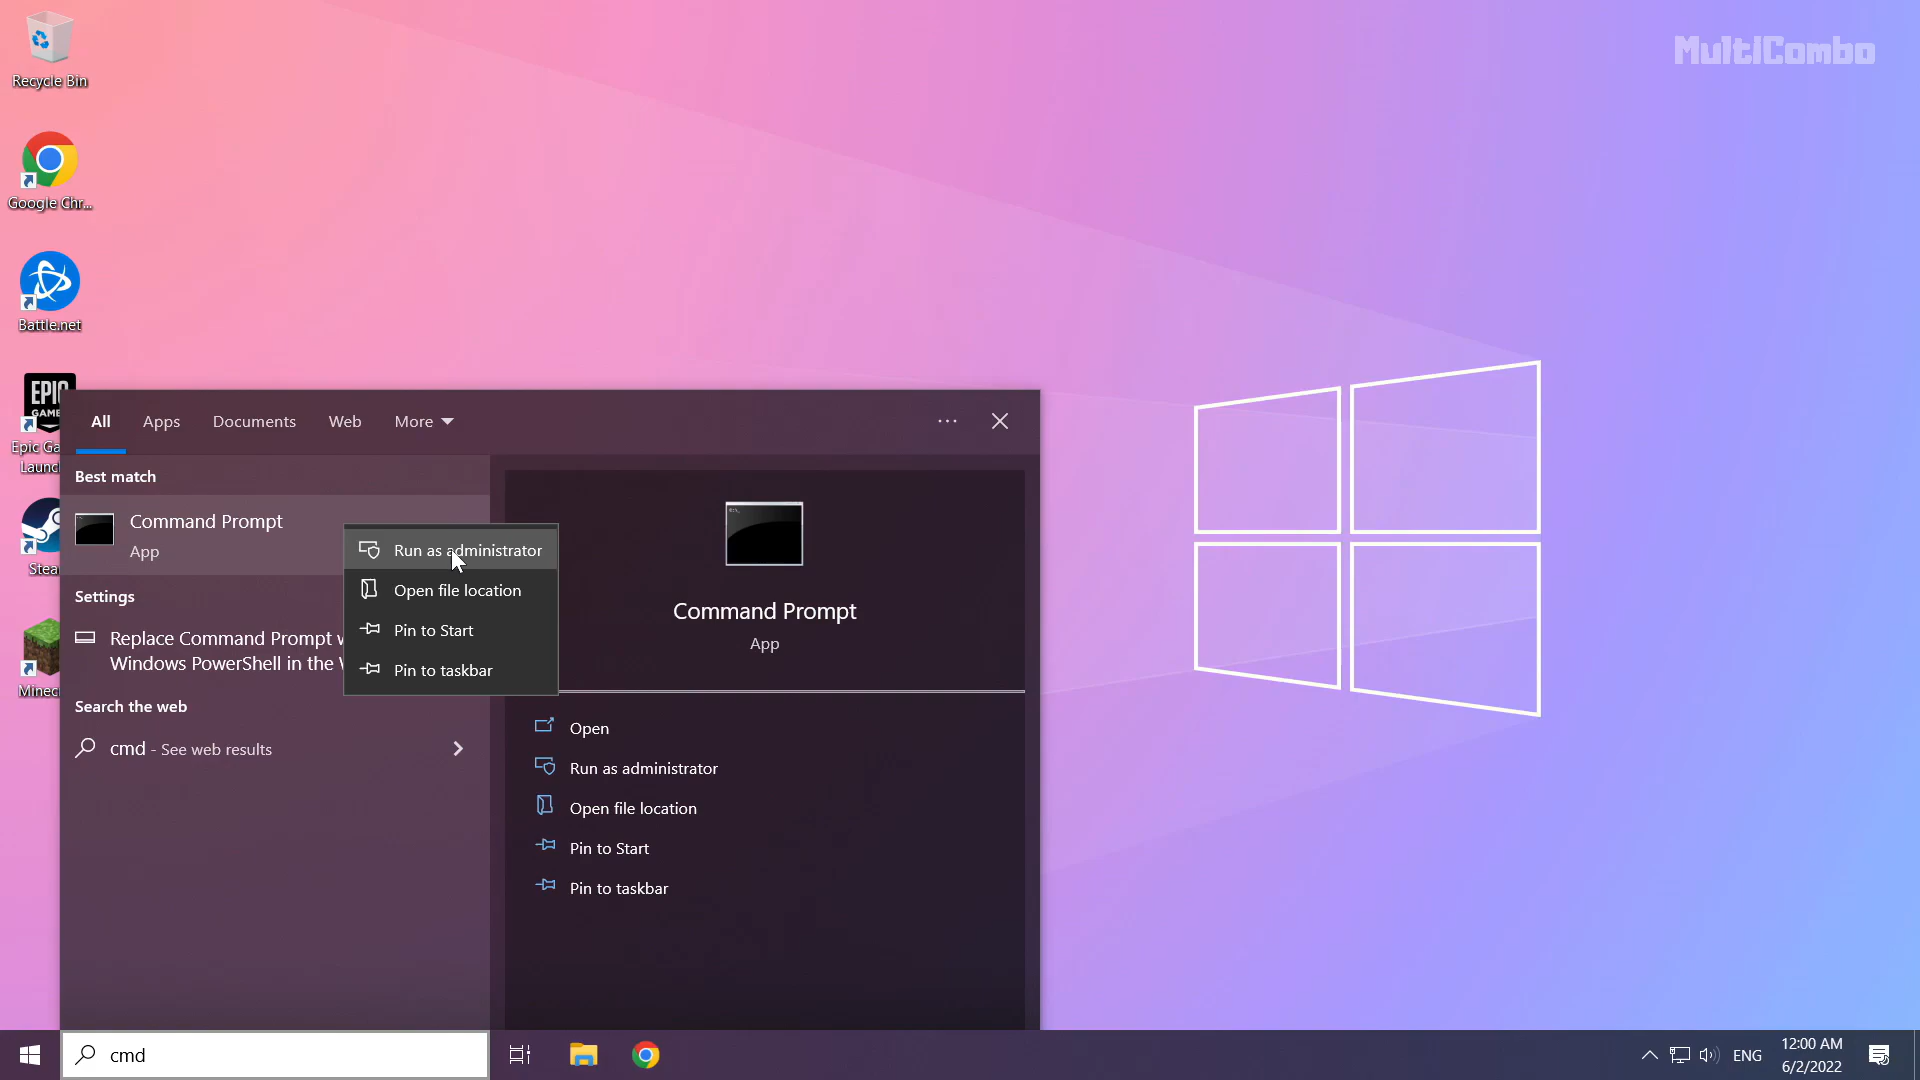 MultiCombo
Recycle Bin
Google Chr...
Battle.net
EPIC
GAM
Epic Ga
Launc
Stea
Minec
All
Apps
Documents
Web
More
Best match
Command Prompt
App
Settings
Replace Command Prompt w
Windows PowerShell in the
Search the web
cmd - See web results
Run as administrator
Open file location
Pin to Start
Pin to taskbar
Command Prompt
App
Open
Run as administrator
Open file location
Pin to Start
Pin to taskbar
cmd
ENG
12:00 AM
6/2/2022